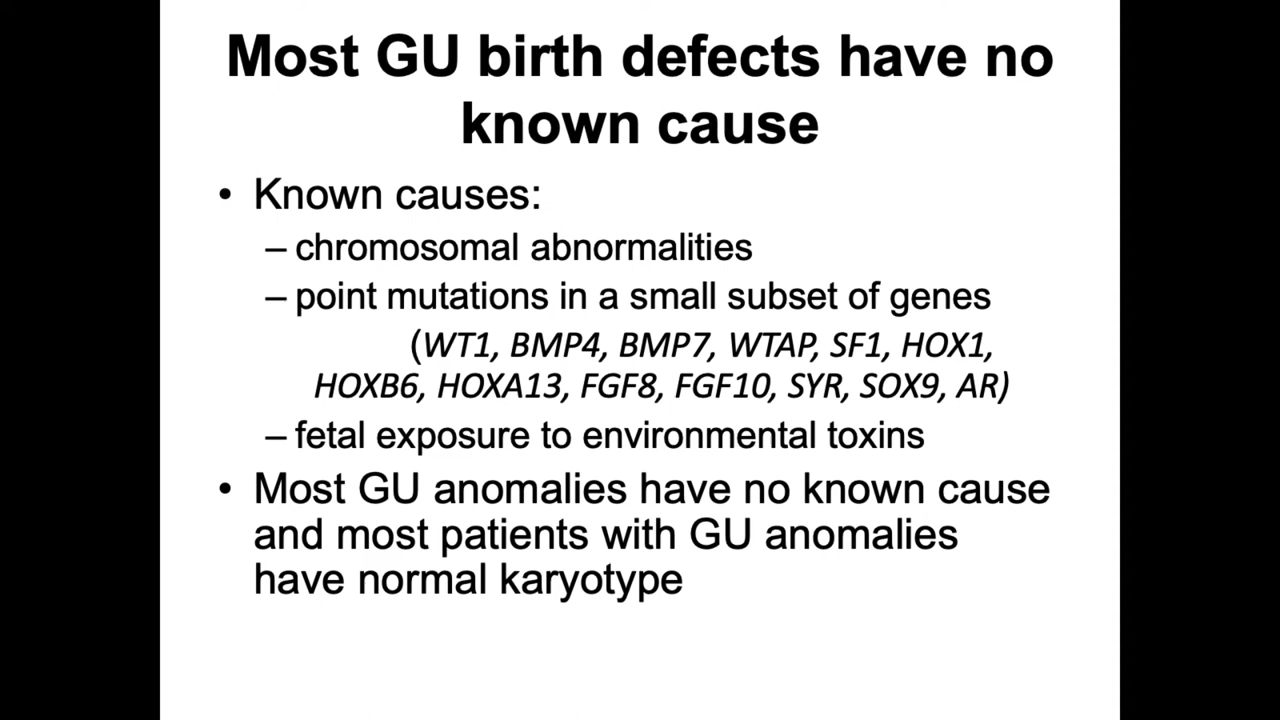 Most GU birth defects have no
known cause
• Known causes:
– chromosomal abnormalities
– point mutations in a small subset of genes
(WT1, BMP4, BMP7, WTAP, SF1, HOX1,
HOXB6, HOXA13, FGF8, FGF10, SYR, SOX9, AR)
– fetal exposure to environmental toxins
• Most GU anomalies have no known cause
and most patients with GU anomalies
have normal karyotype